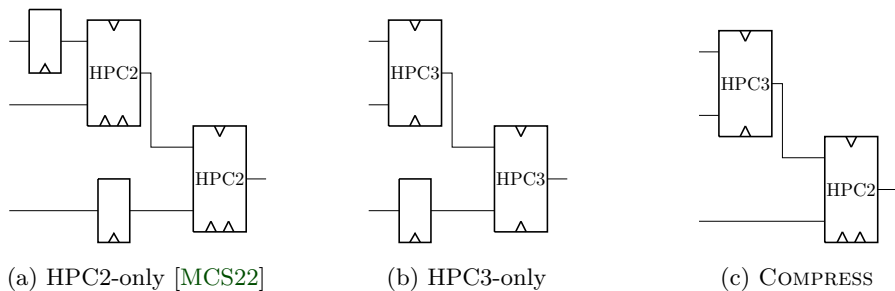 HPC2
HPC2
HPC3
HPC3
HPC3
HPC2
(a) HPC2-only [MCS22]
(b) HPC3-only
(c) COMPRESS